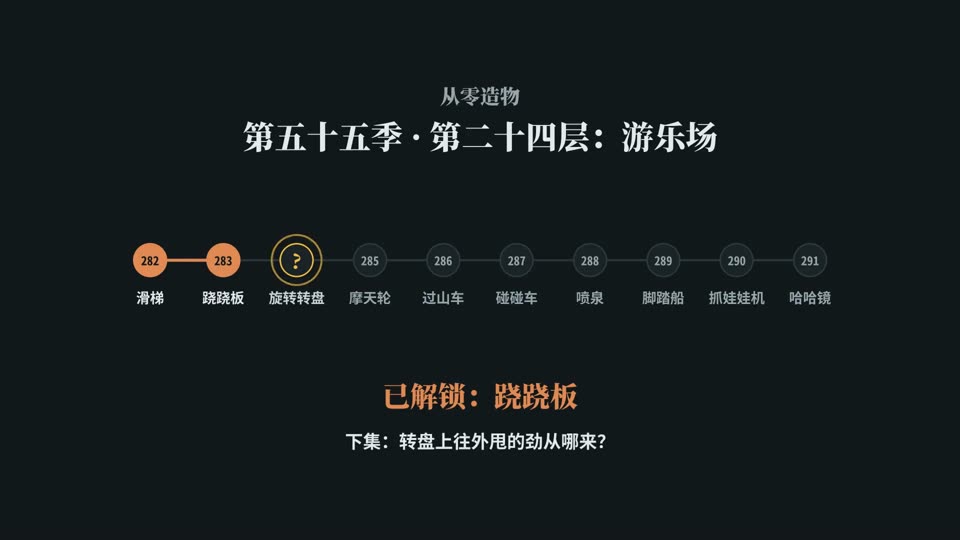 从零造物
第五十五季 · 第二十四层：游乐场
282 283 ? 285 286 287 288 289 290 291
滑梯 跷跷板 旋转转盘 摩天轮 过山车 碰碰车 喷泉 脚踏船 抓娃娃机 哈哈镜
已解锁：跷跷板
下集：转盘上往外甩的劲从哪来？